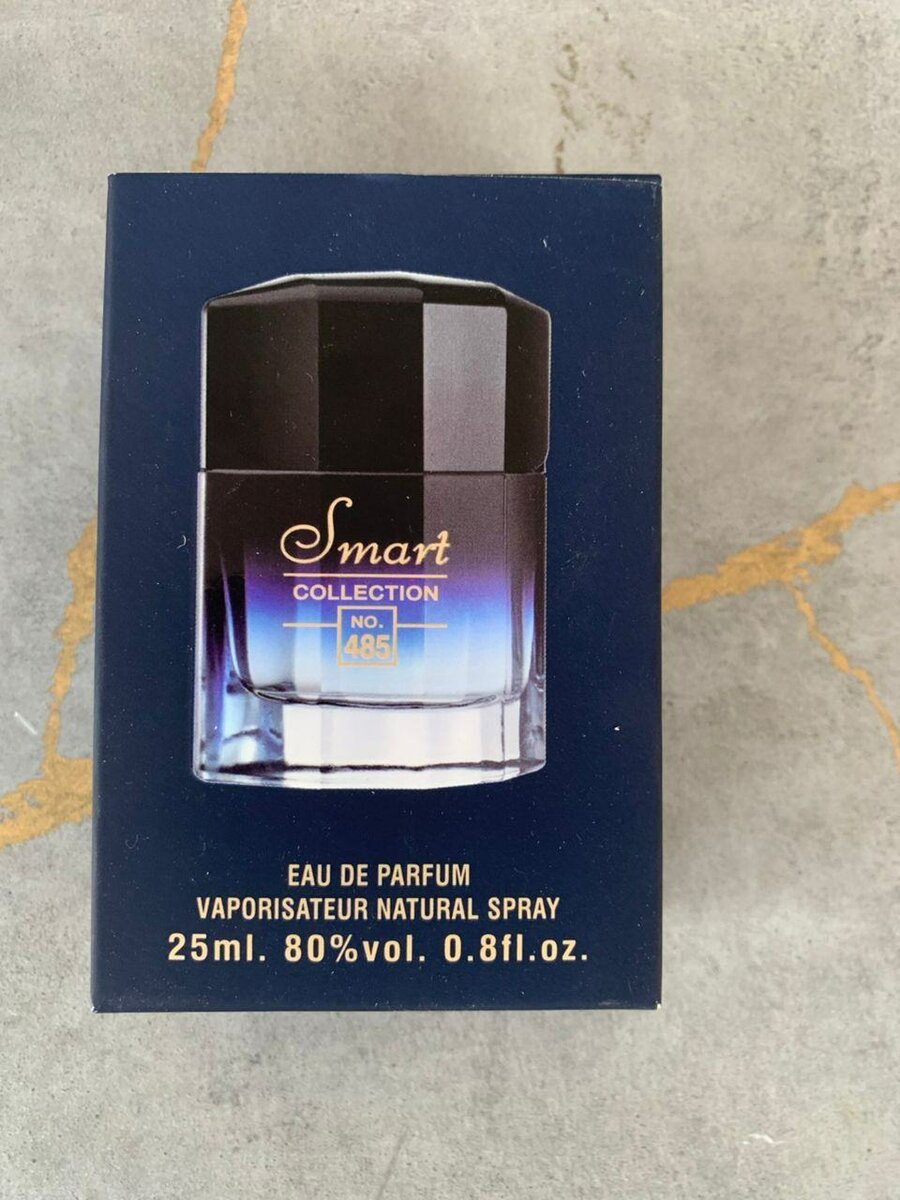 Smart
COLLECTION
NO.
485
EAU DE PARFUM
VAPORISATEUR NATURAL SPRAY
25ml. 80%vol. 0.8fl.oz.